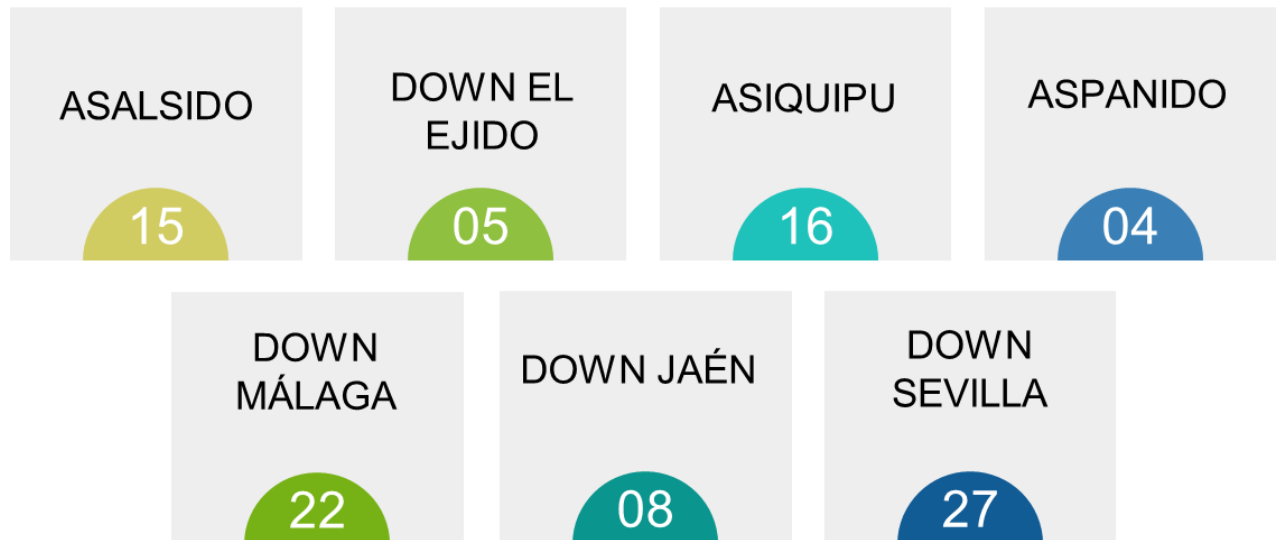 ASALSIDO
15
DOWN EL
EJIDO
05
ASIQUIPU
16
ASPANIDO
04
DOWN
MÁLAGA
22
DOWN JAÉN
08
DOWN
SEVILLA
27